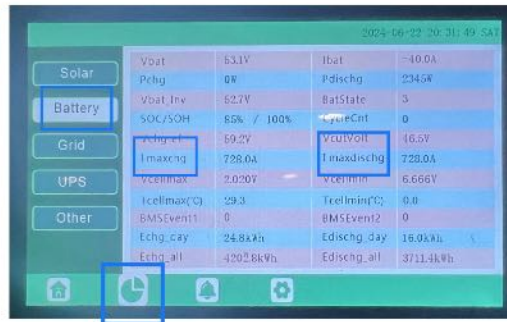 2024-06-22 20:31:49 SAT
Solar
Battery
Grid
UPS
Other
Vbat 53.1V Ibat -40.0A
Pchg 0W Pdischg 2345W
Vbat_Inv 52.7V BatState 3
SOC/SOH 85% / 100% CycleCnt 0
Vchg_ref 59.2V VcutVolt 46.5V
Imaxchg 728.0A Imaxdischg 728.0A
Vcellmax 2.020V Vcellmin 6.666V
Tcellmax(°C) 29.3 Tcellmin(°C) 0.0
BMSEvent1 0 BMSEvent2 0
Echg_day 24.8kWh Edischg_day 16.0kWh
Echg_all 4202.8kWh Edischg_all 3711.4kWh